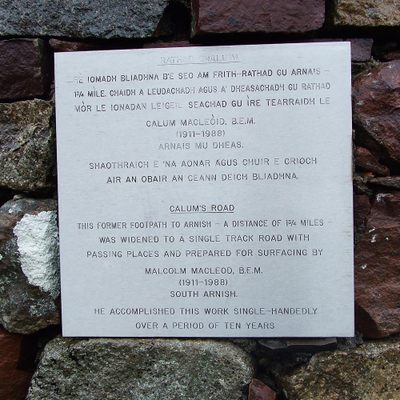 RATHAD CHALUIM
RÈ IOMADH BLIADHNA B'E SEO AM FRITH-RATHAD GU ARNAIS -
1¾ MILE. CHAIDH A LEUDACHADH AGUS A' DHEASACHADH GU RATHAD
MÒR LE IONADAN LEIGEIL SEACHAD GU ÌRE TEARRAIDH LE
CALUM MACLEÒID, B.E.M.
(1911-1988)
ARNAIS MU DHEAS.
SHAOTHRAICH E 'NA AONAR AGUS CHUIR E CRIOCH
AIR AN OBAIR AN CEANN DEICH BLIADHNA.
CALUM'S ROAD
THIS FORMER FOOTPATH TO ARNISH - A DISTANCE OF 1¾ MILES -
WAS WIDENED TO A SINGLE TRACK ROAD WITH
PASSING PLACES AND PREPARED FOR SURFACING BY
MALCOLM MACLEOD, B.E.M.
(1911-1988)
SOUTH ARNISH.
HE ACCOMPLISHED THIS WORK SINGLE-HANDEDLY
OVER A PERIOD OF TEN YEARS